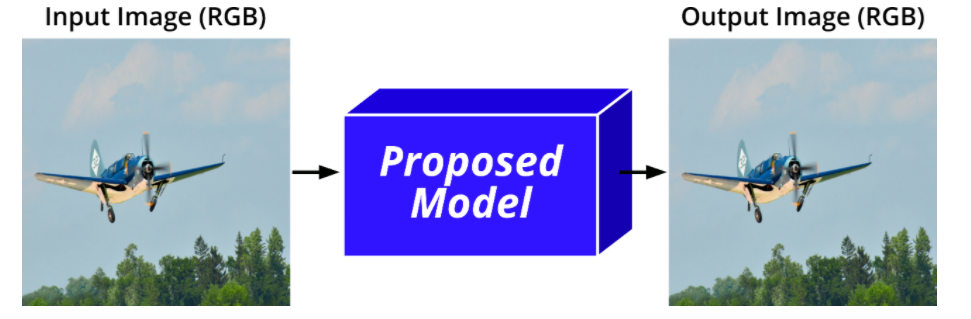 Input Image (RGB)
Output Image (RGB)
Proposed
Model